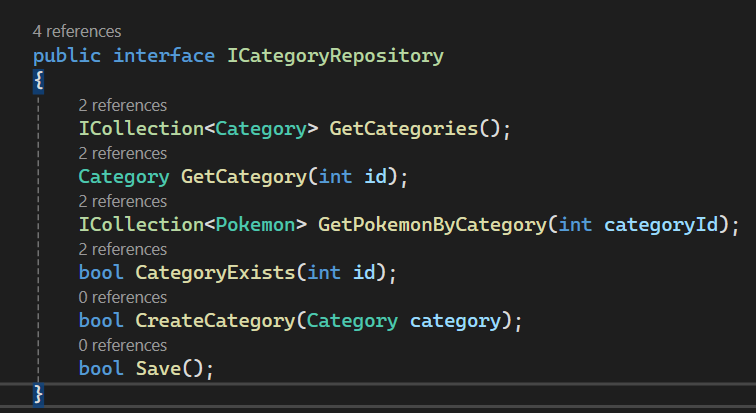 4 references
public interface ICategoryRepository
{
2 references
ICollection<Category> GetCategories();
2 references
Category GetCategory(int id);
2 references
ICollection<Pokemon> GetPokemonByCategory(int categoryId);
2 references
bool CategoryExists(int id);
0 references
bool CreateCategory(Category category);
0 references
bool Save();
}